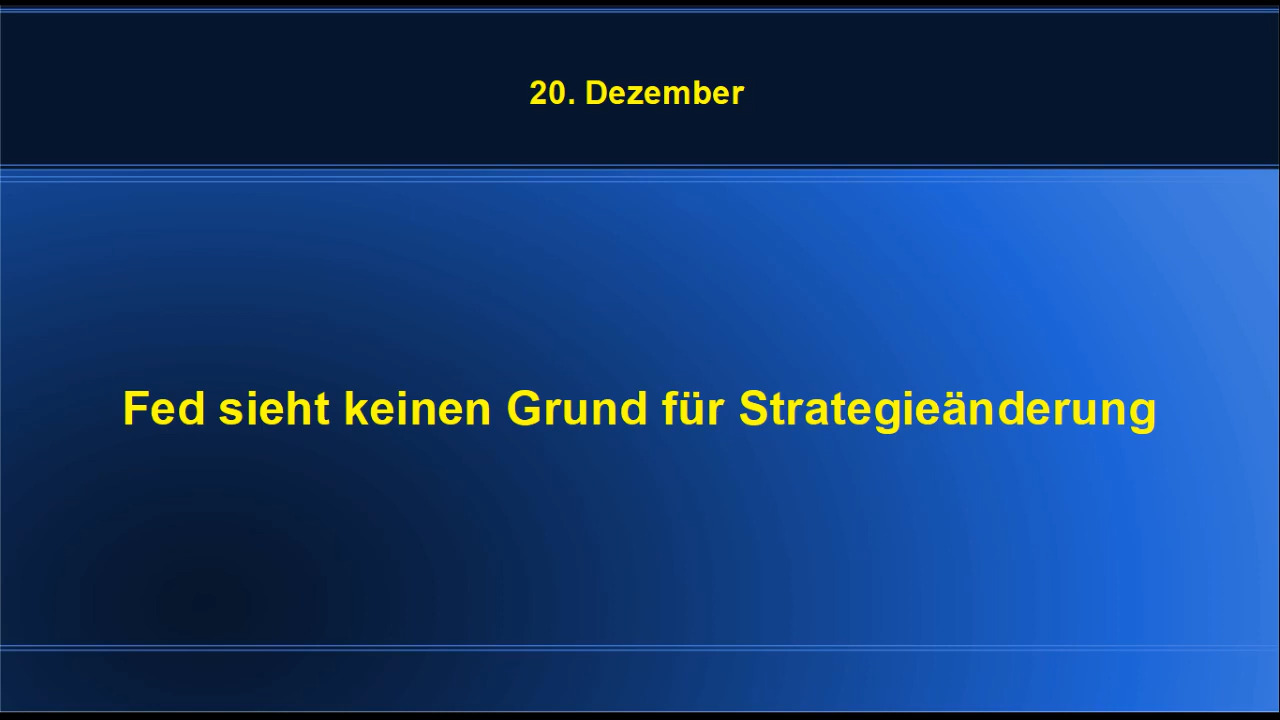 20. Dezember
Fed sieht keinen Grund für Strategieänderung